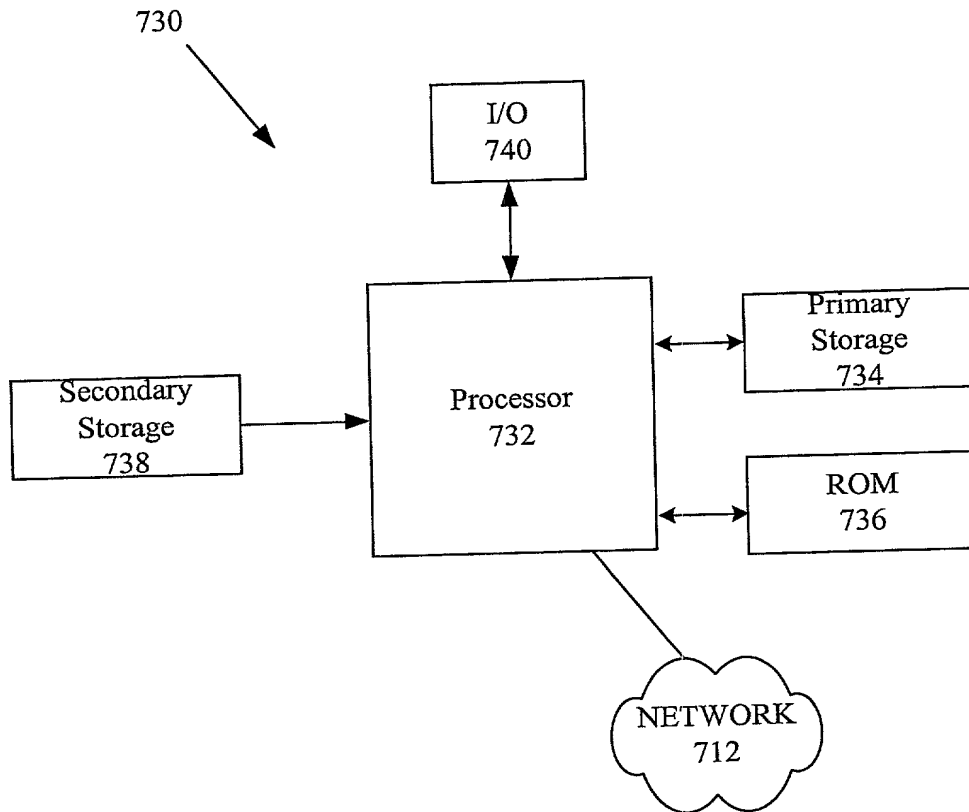 730
I/O
740
Primary
Storage
734
Secondary
Storage
738
Processor
732
ROM
736
NETWORK
712